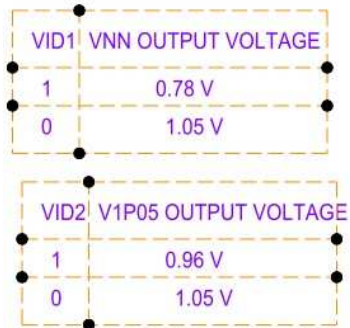 VID1 VNN OUTPUT VOLTAGE
1 0.78 V
0 1.05 V
VID2 V1P05 OUTPUT VOLTAGE
1 0.96 V
0 1.05 V